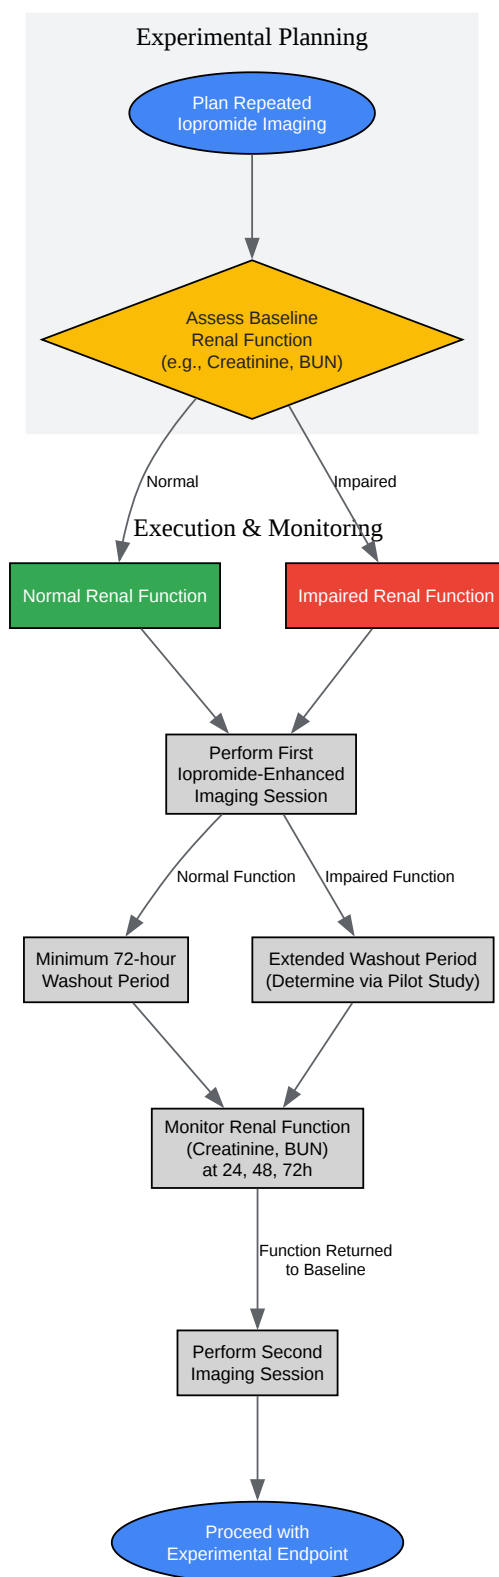 Experimental Planning
Plan Repeated
Iopromide Imaging
Assess Baseline
Renal Function
(e.g., Creatinine, BUN)
Normal
Impaired
Execution & Monitoring
Normal Renal Function
Impaired Renal Function
Perform First
Iopromide-Enhanced
Imaging Session
Normal Function
Impaired Function
Minimum 72-hour
Washout Period
Extended Washout Period
(Determine via Pilot Study)
Monitor Renal Function
(Creatinine, BUN)
at 24, 48, 72h
Function Returned
to Baseline
Perform Second
Imaging Session
Proceed with
Experimental Endpoint